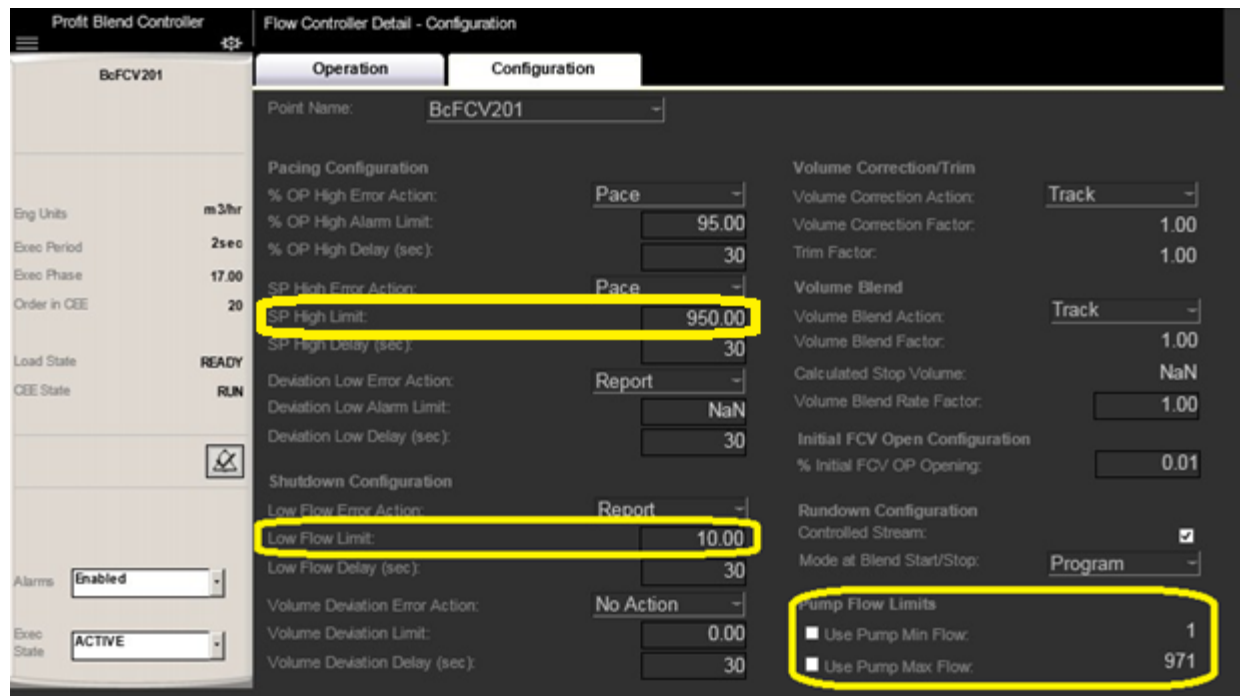 Profit Blend Controller
Flow Controller Detail - Configuration
BcFCV201
Operation
Configuration
Point Name:
BcFCV201
Eng Units
m3/hr
Exec Period
2sec
Exec Phase
17.00
Order in CEE
20
Load State
READY
CEE State
RUN
Alarms
Enabled
Exec State
ACTIVE
Pacing Configuration
% OP High Error Action: Pace
% OP High Alarm Limit: 95.00
% OP High Delay (sec): 30
SP High Error Action: Pace
SP High Limit: 950.00
SP High Delay (sec): 30
Deviation Low Error Action: Report
Deviation Low Alarm Limit: NaN
Deviation Low Delay (sec): 30
Shutdown Configuration
Low Flow Error Action: Report
Low Flow Limit: 10.00
Low Flow Delay (sec): 30
Volume Deviation Error Action: No Action
Volume Deviation Limit: 0.00
Volume Deviation Delay (sec): 30
Volume Correction/Trim
Volume Correction Action: Track
Volume Correction Factor: 1.00
Trim Factor: 1.00
Volume Blend
Volume Blend Action: Track
Volume Blend Factor: 1.00
Calculated Stop Volume: NaN
Volume Blend Rate Factor: 1.00
Initial FCV Open Configuration
% Initial FCV OP Opening: 0.01
Rundown Configuration
Controlled Stream:
Mode at Blend Start/Stop: Program
Pump Flow Limits
Use Pump Min Flow: 1
Use Pump Max Flow: 971